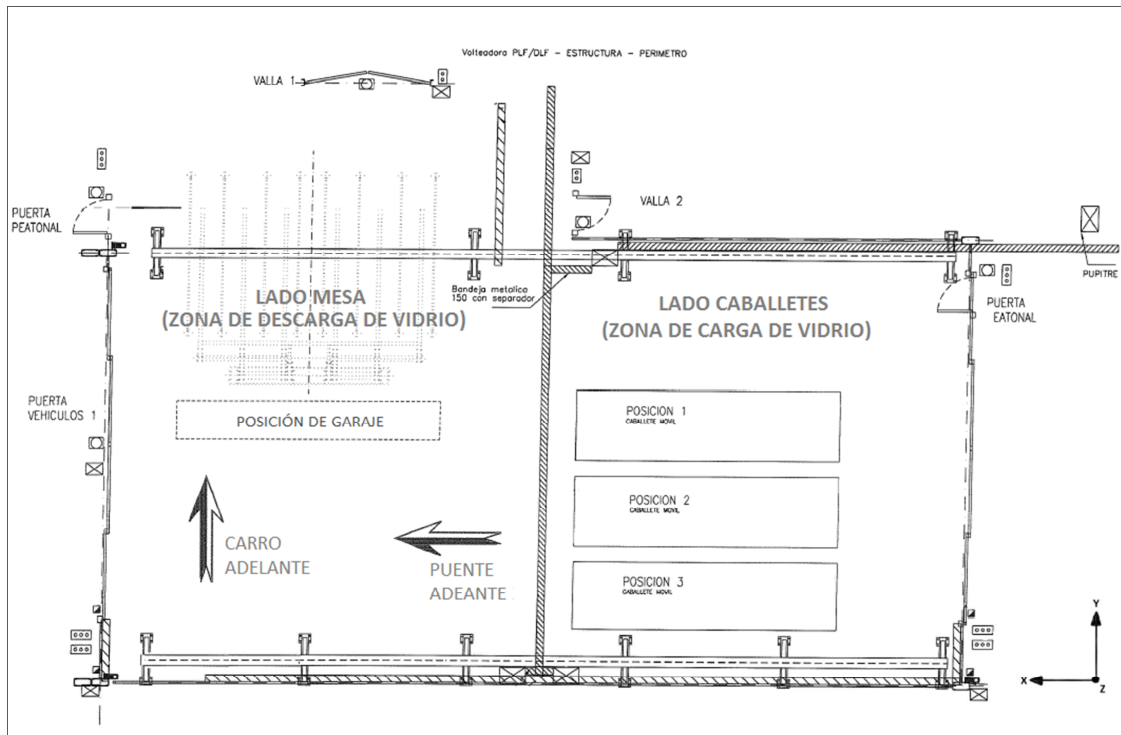 Volteadora PLF/DLF - ESTRUCTURA - PERIMETRO
VALLA 1
PUERTA
PEATONAL
VALLA 2
PUPITRE
LADO MESA
(ZONA DE DESCARGA DE VIDRIO)
Bandeja metalica
150 con separador
LADO CABALLETES
(ZONA DE CARGA DE VIDRIO)
PUERTA
EATONAL
PUERTA
VEHICULOS 1
POSICIÓN DE GARAJE
POSICION 1
CABALLETE MOVIL
POSICION 2
CABALLETE MOVIL
CARRO
ADELANTE
PUENTE
ADEANTE
POSICION 3
CABALLETE MOVIL
Y
X
Z